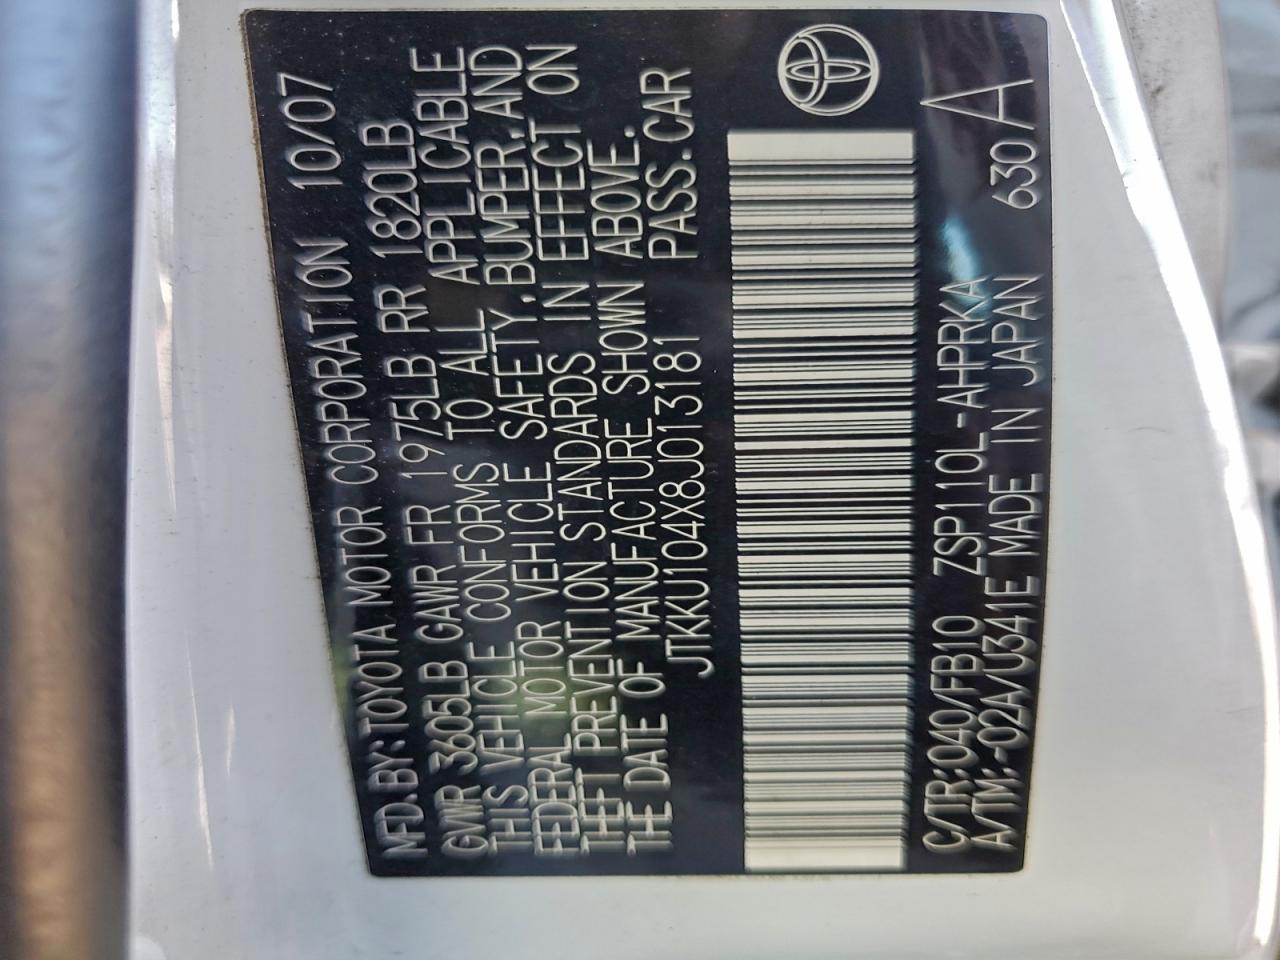 MFD.BY:TOYOTA MOTOR CORPORATION 10/07
GVWR 3605LB GAWR FR 1975LB RR 1820LB
THIS VEHICLE CONFORMS TO ALL APPLICABLE
FEDERAL MOTOR VEHICLE SAFETY, BUMPER, AND
THEFT PREVENTION STANDARDS IN EFFECT ON
THE DATE OF MANUFACTURE SHOWN ABOVE.
JTKKU104X8J013181 PASS.CAR
C/TR:040/FB10 ZSP110L-AHPRKA
A/TM:-02A/U341E MADE IN JAPAN 630/A